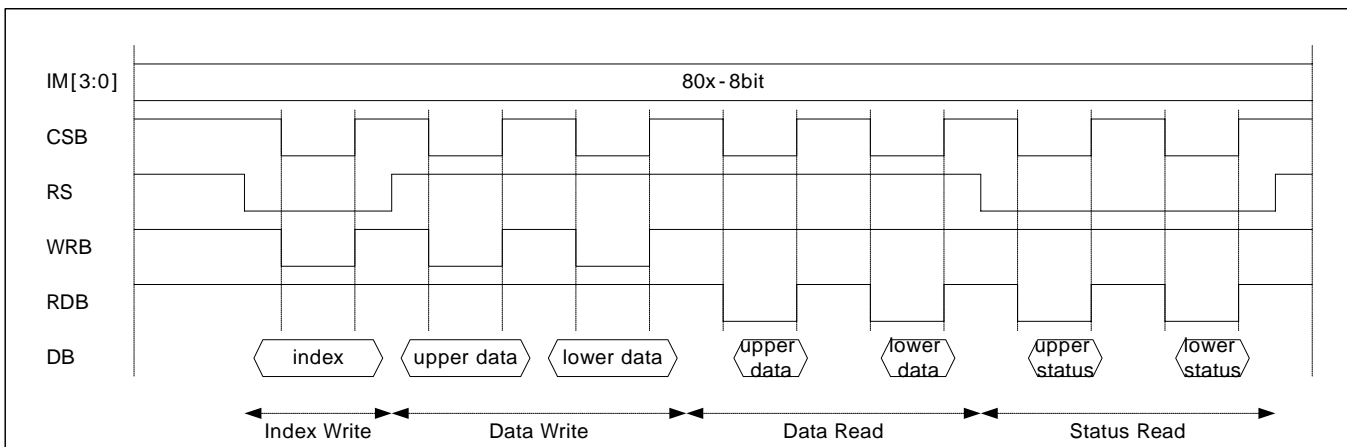 IM[3:0]
80x-8bit
CSB
RS
WRB
RDB
DB
index
upper data
lower data
upper
data
lower
data
upper
status
lower
status
Index Write
Data Write
Data Read
Status Read